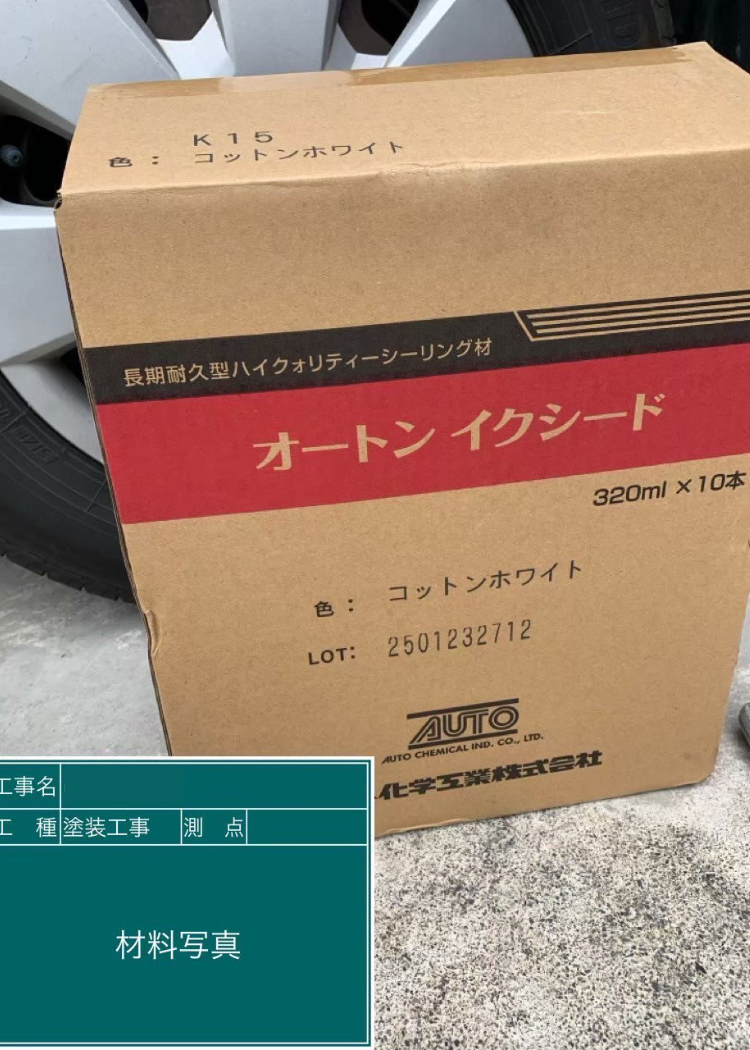 K15
色： コットンホワイト
長期耐久型ハイクォリティーシーリング材
オートン イクシード
320ml ×10本
色： コットンホワイト
LOT: 2501232712
AUTO
AUTO CHEMICAL IND. CO., LTD.
化学工業株式会社
工事名
工 種 塗装工事 測 点
材料写真